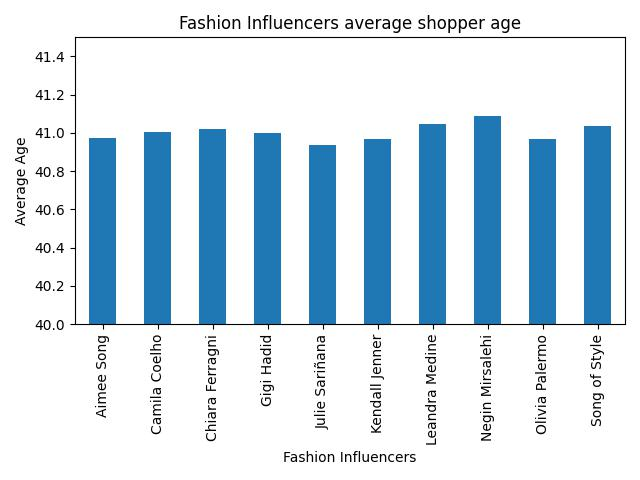 Fashion Influencers average shopper age
41.4
41.2
41.0
40.8
40.6
40.4
40.2
40.0
Average Age
Aimee Song
Camila Coelho
Chiara Ferragni
Gigi Hadid
Julie Sariñana
Kendall Jenner
Leandra Medine
Negin Mirsalehi
Olivia Palermo
Song of Style
Fashion Influencers